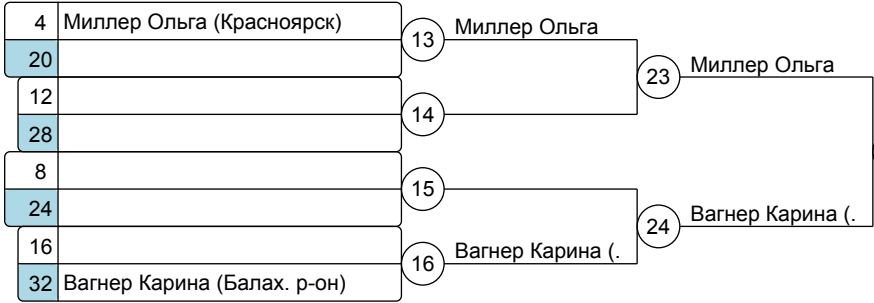 4 Миллер Ольга (Красноярск)
20
13
Миллер Ольга
12
28
14
23
Миллер Ольга
8
24
15
16
32 Вагнер Карина (Балах. р-он)
16
Вагнер Карина (.
24
Вагнер Карина (.